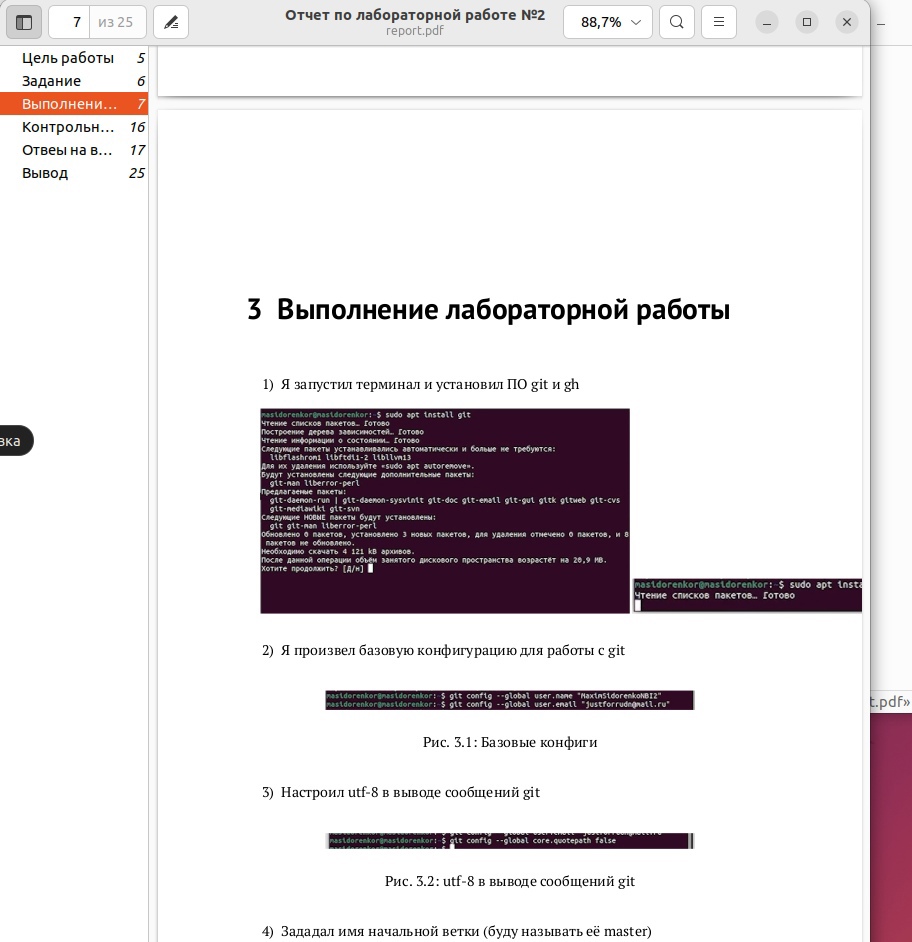 7 из 25
Отчет по лабораторной работе №2
report.pdf
88,7%
Цель работы 5
Задание 6
Выполнени... 7
Контрольн... 16
Отвеы на в... 17
Вывод 25
3 Выполнение лабораторной работы
1) Я запустил терминал и установил ПО git и gh
masidorenkor@masidorenkor:~$ sudo apt install git
Чтение списков пакетов… Готово
Построение дерева зависимостей… Готово
Чтение информации о состоянии… Готово
Следующие пакеты устанавливались автоматически и больше не требуются:
libflashrom1 libftdi1-2 libllvm13
Для их удаления используйте «sudo apt autoremove».
Будут установлены следующие дополнительные пакеты:
git-man liberror-perl
Предлагаемые пакеты:
git-daemon-run | git-daemon-sysvinit git-doc git-email git-gui gitk gitweb git-cvs
git-mediawiki git-svn
Следующие НОВЫЕ пакеты будут установлены:
git git-man liberror-perl
Обновлено 0 пакетов, установлено 3 новых пакетов, для удаления отмечено 0 пакетов, и 8
пакетов не обновлено.
Необходимо скачать 4 121 kB архивов.
После данной операции объём занятого дискового пространства возрастёт на 20,9 MB.
Хотите продолжить? [Д/н]
masidorenkor@masidorenkor:~$ sudo apt insta
Чтение списков пакетов… Готово
2) Я произвел базовую конфигурацию для работы с git
masidorenkor@masidorenkor:~$ git config --global user.name "MaximSidorenkoNBI2"
masidorenkor@masidorenkor:~$ git config --global user.email "justforrudn@mail.ru"
Рис. 3.1: Базовые конфиги
3) Настроил utf-8 в выводе сообщений git
masidorenkor@masidorenkor:~$ git config --global core.quotepath false
Рис. 3.2: utf-8 в выводе сообщений git
4) Зададал имя начальной ветки (буду называть её master)
вка
t.pdf»